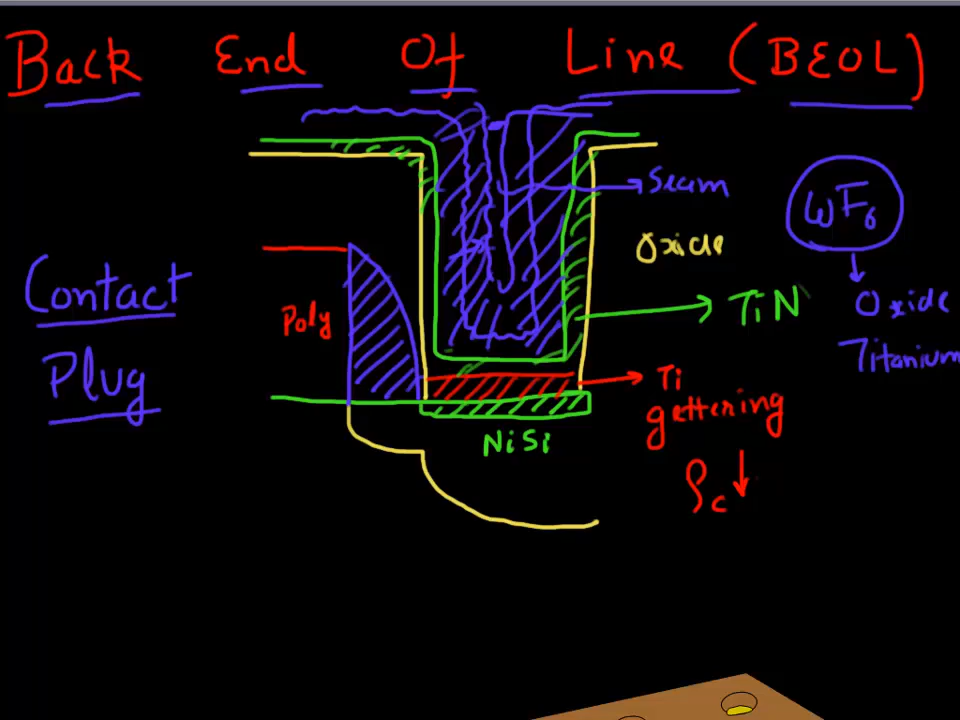 Back End Of Line (BEOL)
Seam
WF6
Oxide
Contact
Plug
Poly
TiN
Oxide
Titanium
Ti
gettering
NiSi
ρc ↓